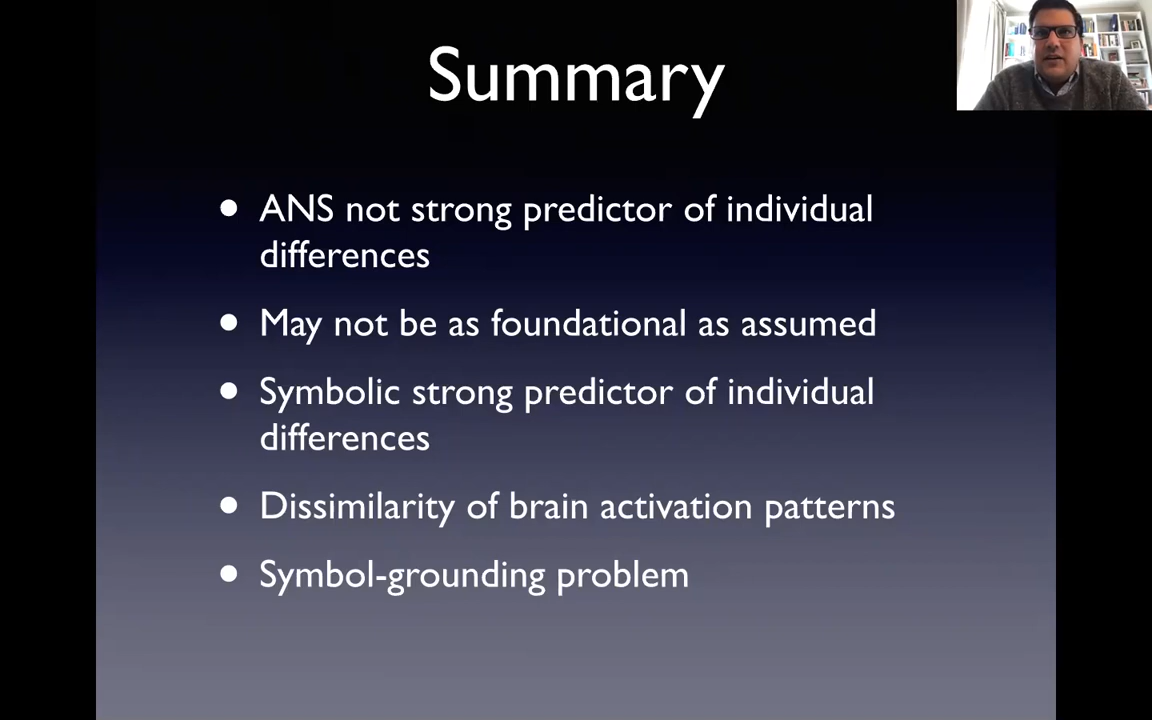 Summary
• ANS not strong predictor of individual
differences
• May not be as foundational as assumed
• Symbolic strong predictor of individual
differences
• Dissimilarity of brain activation patterns
• Symbol-grounding problem